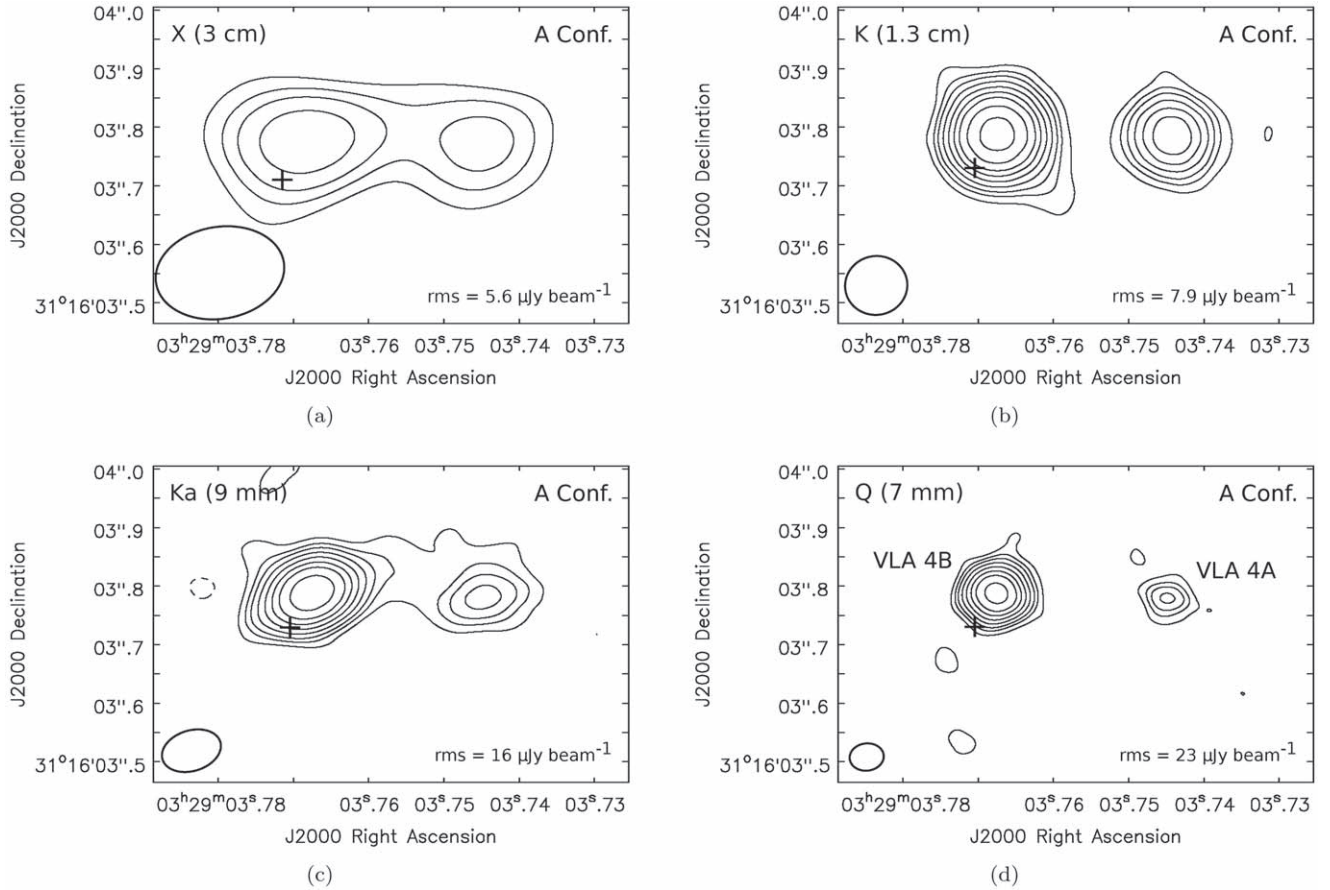 X (3 cm)
A Conf.
04".0
03".9
03".8
03".7
03".6
31°16'03".5
J2000 Declination
rms = 5.6 μJy beam⁻¹
03ʰ29ᵐ03ˢ.78
03ˢ.76
03ˢ.75
03ˢ.74
03ˢ.73
J2000 Right Ascension
(a)
K (1.3 cm)
A Conf.
04".0
03".9
03".8
03".7
03".6
31°16'03".5
J2000 Declination
rms = 7.9 μJy beam⁻¹
03ʰ29ᵐ03ˢ.78
03ˢ.76
03ˢ.75
03ˢ.74
03ˢ.73
J2000 Right Ascension
(b)
Ka (9 mm)
A Conf.
04".0
03".9
03".8
03".7
03".6
31°16'03".5
J2000 Declination
rms = 16 μJy beam⁻¹
03ʰ29ᵐ03ˢ.78
03ˢ.76
03ˢ.75
03ˢ.74
03ˢ.73
J2000 Right Ascension
(c)
Q (7 mm)
A Conf.
VLA 4B
VLA 4A
04".0
03".9
03".8
03".7
03".6
31°16'03".5
J2000 Declination
rms = 23 μJy beam⁻¹
03ʰ29ᵐ03ˢ.78
03ˢ.76
03ˢ.75
03ˢ.74
03ˢ.73
J2000 Right Ascension
(d)